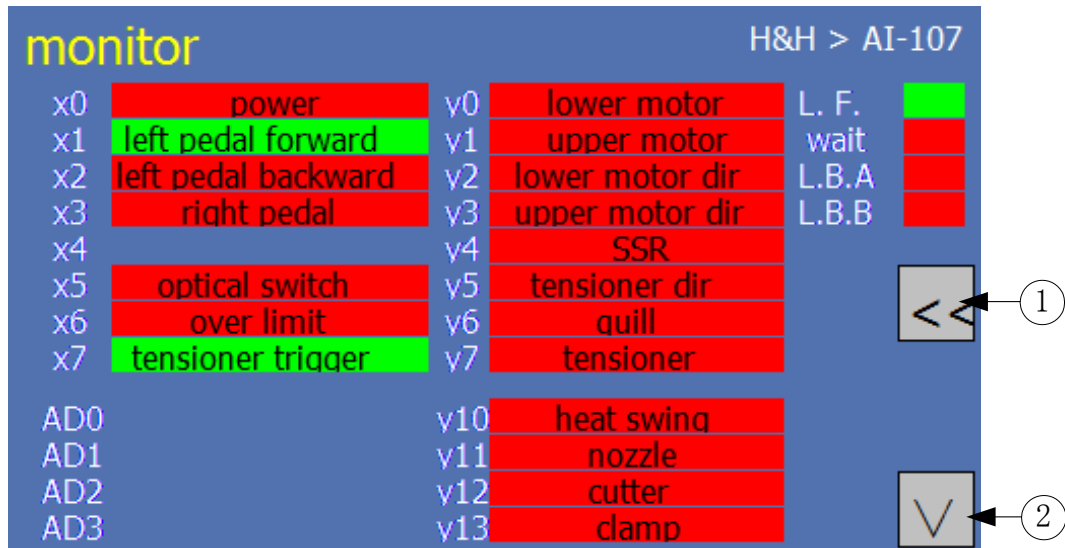 monitor H&H > AI-107
x0 power y0 lower motor L. F.
x1 left pedal forward y1 upper motor wait
x2 left pedal backward y2 lower motor dir L.B.A
x3 right pedal y3 upper motor dir L.B.B
x4 y4 SSR
x5 optical switch y5 tensioner dir
x6 over limit y6 quill << 1
x7 tensioner trigger y7 tensioner
AD0 y10 heat swing
AD1 y11 nozzle
AD2 y12 cutter
AD3 y13 clamp \/ 2